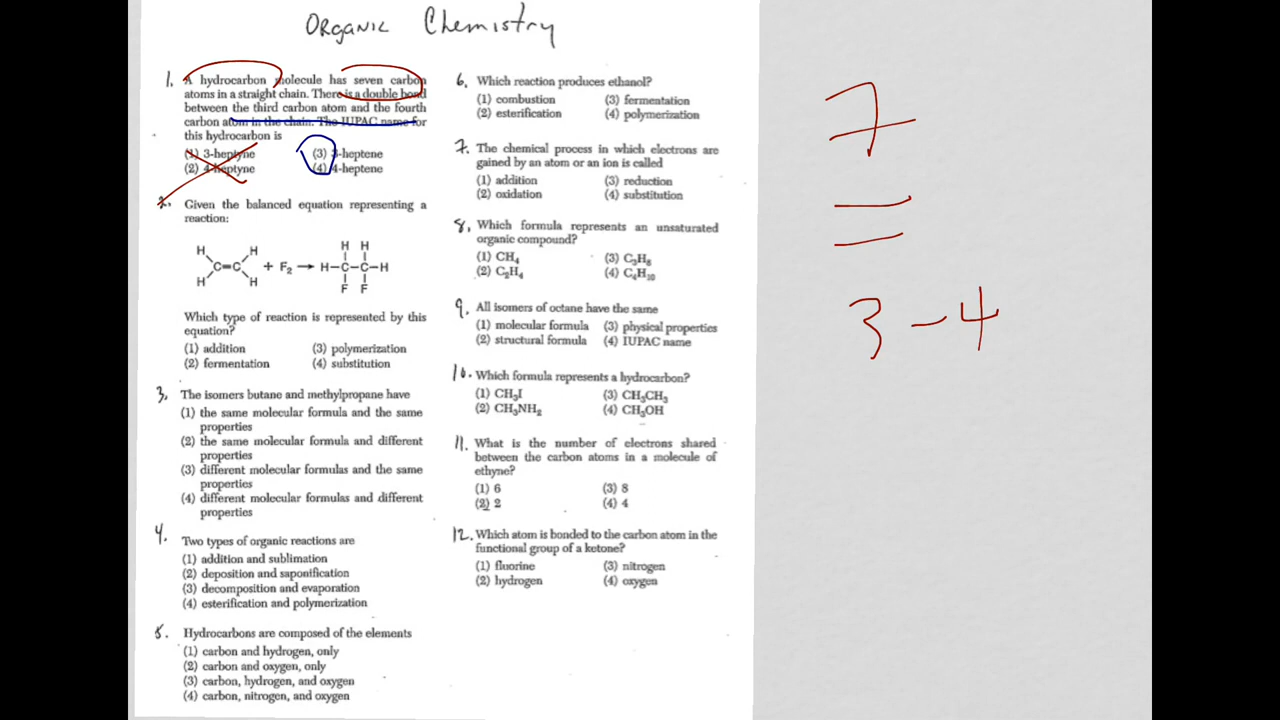 Organic Chemistry
1. A hydrocarbon molecule has seven carbon
atoms in a straight chain. There is a double bond
between the third carbon atom and the fourth
carbon atom in the chain. The IUPAC name for
this hydrocarbon is
(1) 3-heptyne (3) 3-heptene
(2) 4-heptyne (4) 4-heptene
2. Given the balanced equation representing a
reaction:
H H H H
C=C + F₂ → H-C-C-H
H H F F
Which type of reaction is represented by this
equation?
(1) addition (3) polymerization
(2) fermentation (4) substitution
3. The isomers butane and methylpropane have
(1) the same molecular formula and the same
properties
(2) the same molecular formula and different
properties
(3) different molecular formulas and the same
properties
(4) different molecular formulas and different
properties
4. Two types of organic reactions are
(1) addition and sublimation
(2) deposition and saponification
(3) decomposition and evaporation
(4) esterification and polymerization
5. Hydrocarbons are composed of the elements
(1) carbon and hydrogen, only
(2) carbon and oxygen, only
(3) carbon, hydrogen, and oxygen
(4) carbon, nitrogen, and oxygen
6. Which reaction produces ethanol?
(1) combustion (3) fermentation
(2) esterification (4) polymerization
7. The chemical process in which electrons are
gained by an atom or an ion is called
(1) addition (3) reduction
(2) oxidation (4) substitution
8. Which formula represents an unsaturated
organic compound?
(1) CH₄ (3) C₃H₈
(2) C₂H₄ (4) C₄H₁₀
9. All isomers of octane have the same
(1) molecular formula (3) physical properties
(2) structural formula (4) IUPAC name
10. Which formula represents a hydrocarbon?
(1) CH₃I (3) CH₃CH₃
(2) CH₃NH₂ (4) CH₃OH
11. What is the number of electrons shared
between the carbon atoms in a molecule of
ethyne?
(1) 6 (3) 8
(2) 2 (4) 4
12. Which atom is bonded to the carbon atom in the
functional group of a ketone?
(1) fluorine (3) nitrogen
(2) hydrogen (4) oxygen
7
=
3-4